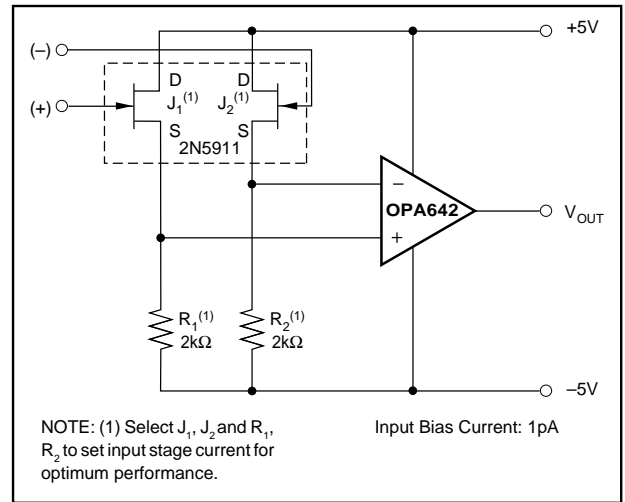 +5V
(–)
D
D
(+)
J₁⁽¹⁾
J₂⁽¹⁾
S
S
2N5911
–
OPA642
+
V_OUT
R₁⁽¹⁾
2kΩ
R₂⁽¹⁾
2kΩ
–5V
NOTE: (1) Select J₁, J₂ and R₁,
R₂ to set input stage current for
optimum performance.
Input Bias Current: 1pA